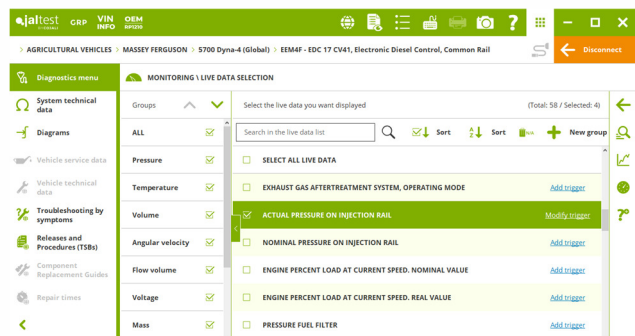 jaltest
GRP
VIN INFO
OEM
?
AGRICULTURAL VEHICLES > MASSEY FERGUSON > 5700 Dyna-4 (Global) > EEM4F - EDC 17 CV41, Electronic Diesel Control, Common Rail
Disconnect
Diagnostics menu
MONITORING \ LIVE DATA SELECTION
System technical data
Diagrams
Vehicle service data
Vehicle technical data
Troubleshooting by symptoms
Releases and Procedures (TSBs)
Component Replacement Guides
Repair times
Groups
ALL
Pressure
Temperature
Volume
Angular velocity
Flow volume
Voltage
Mass
Select the live data you want displayed
(Total: 58 / Selected: 4)
Search in the live data list
Sort
Sort
New group
SELECT ALL LIVE DATA
EXHAUST GAS AFTERTREATMENT SYSTEM, OPERATING MODE
Add trigger
ACTUAL PRESSURE ON INJECTION RAIL
Modify trigger
NOMINAL PRESSURE ON INJECTION RAIL
Add trigger
ENGINE PERCENT LOAD AT CURRENT SPEED. NOMINAL VALUE
Add trigger
ENGINE PERCENT LOAD AT CURRENT SPEED. REAL VALUE
Add trigger
PRESSURE FUEL FILTER
Add trigger